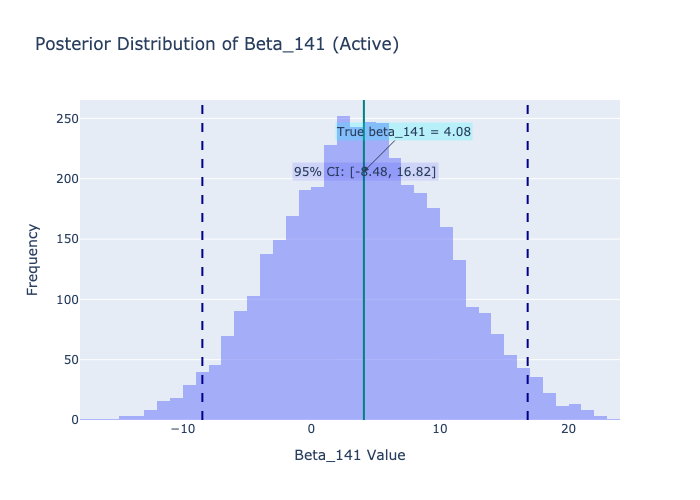 Posterior Distribution of Beta_141 (Active)
250
True beta_141 = 4.08
95% CI: [-8.48, 16.82]
200
150
100
50
0
Frequency
−10
0
10
20
Beta_141 Value